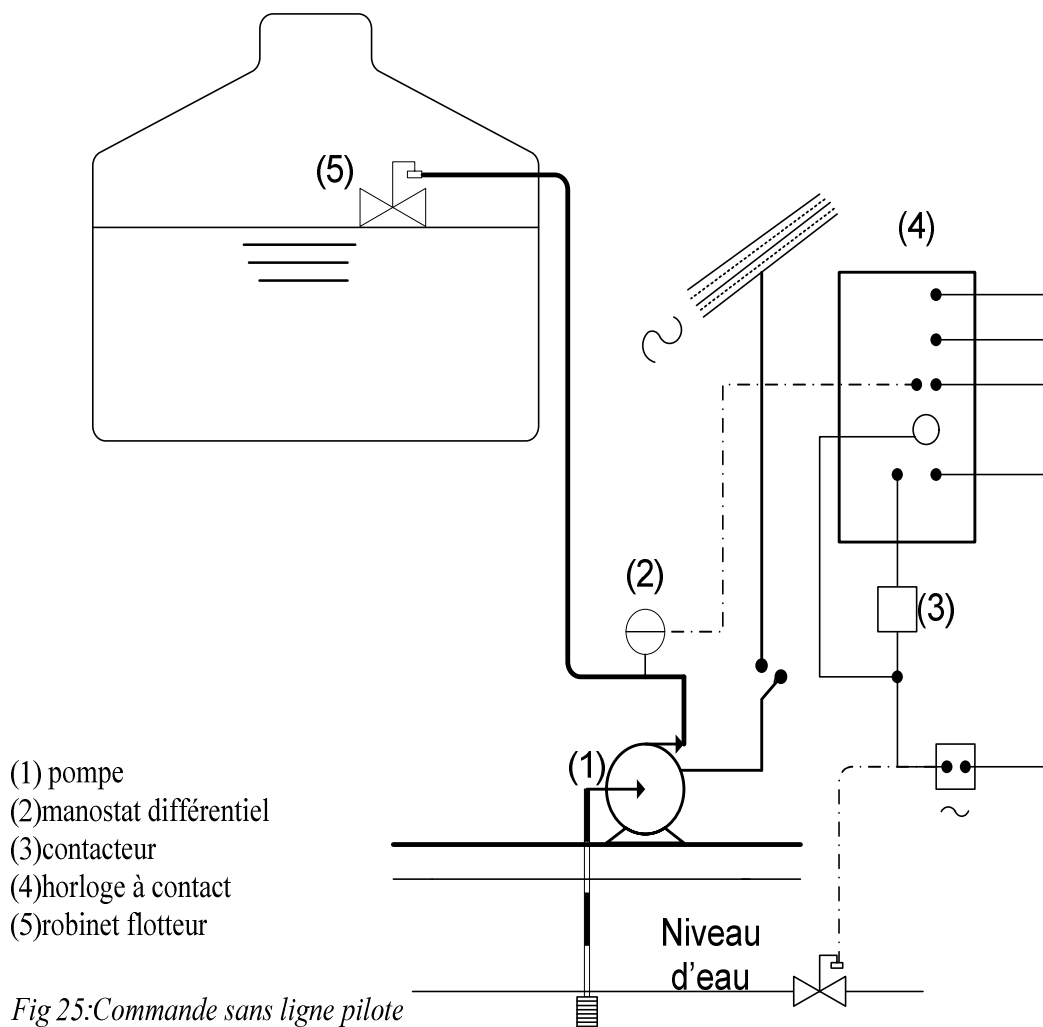 (5)
(4)
(2)
(3)
(1)
(1) pompe
(2)manostat différentiel
(3)contacteur
(4)horloge à contact
(5)robinet flotteur
Niveau
d'eau
Fig 25:Commande sans ligne pilote